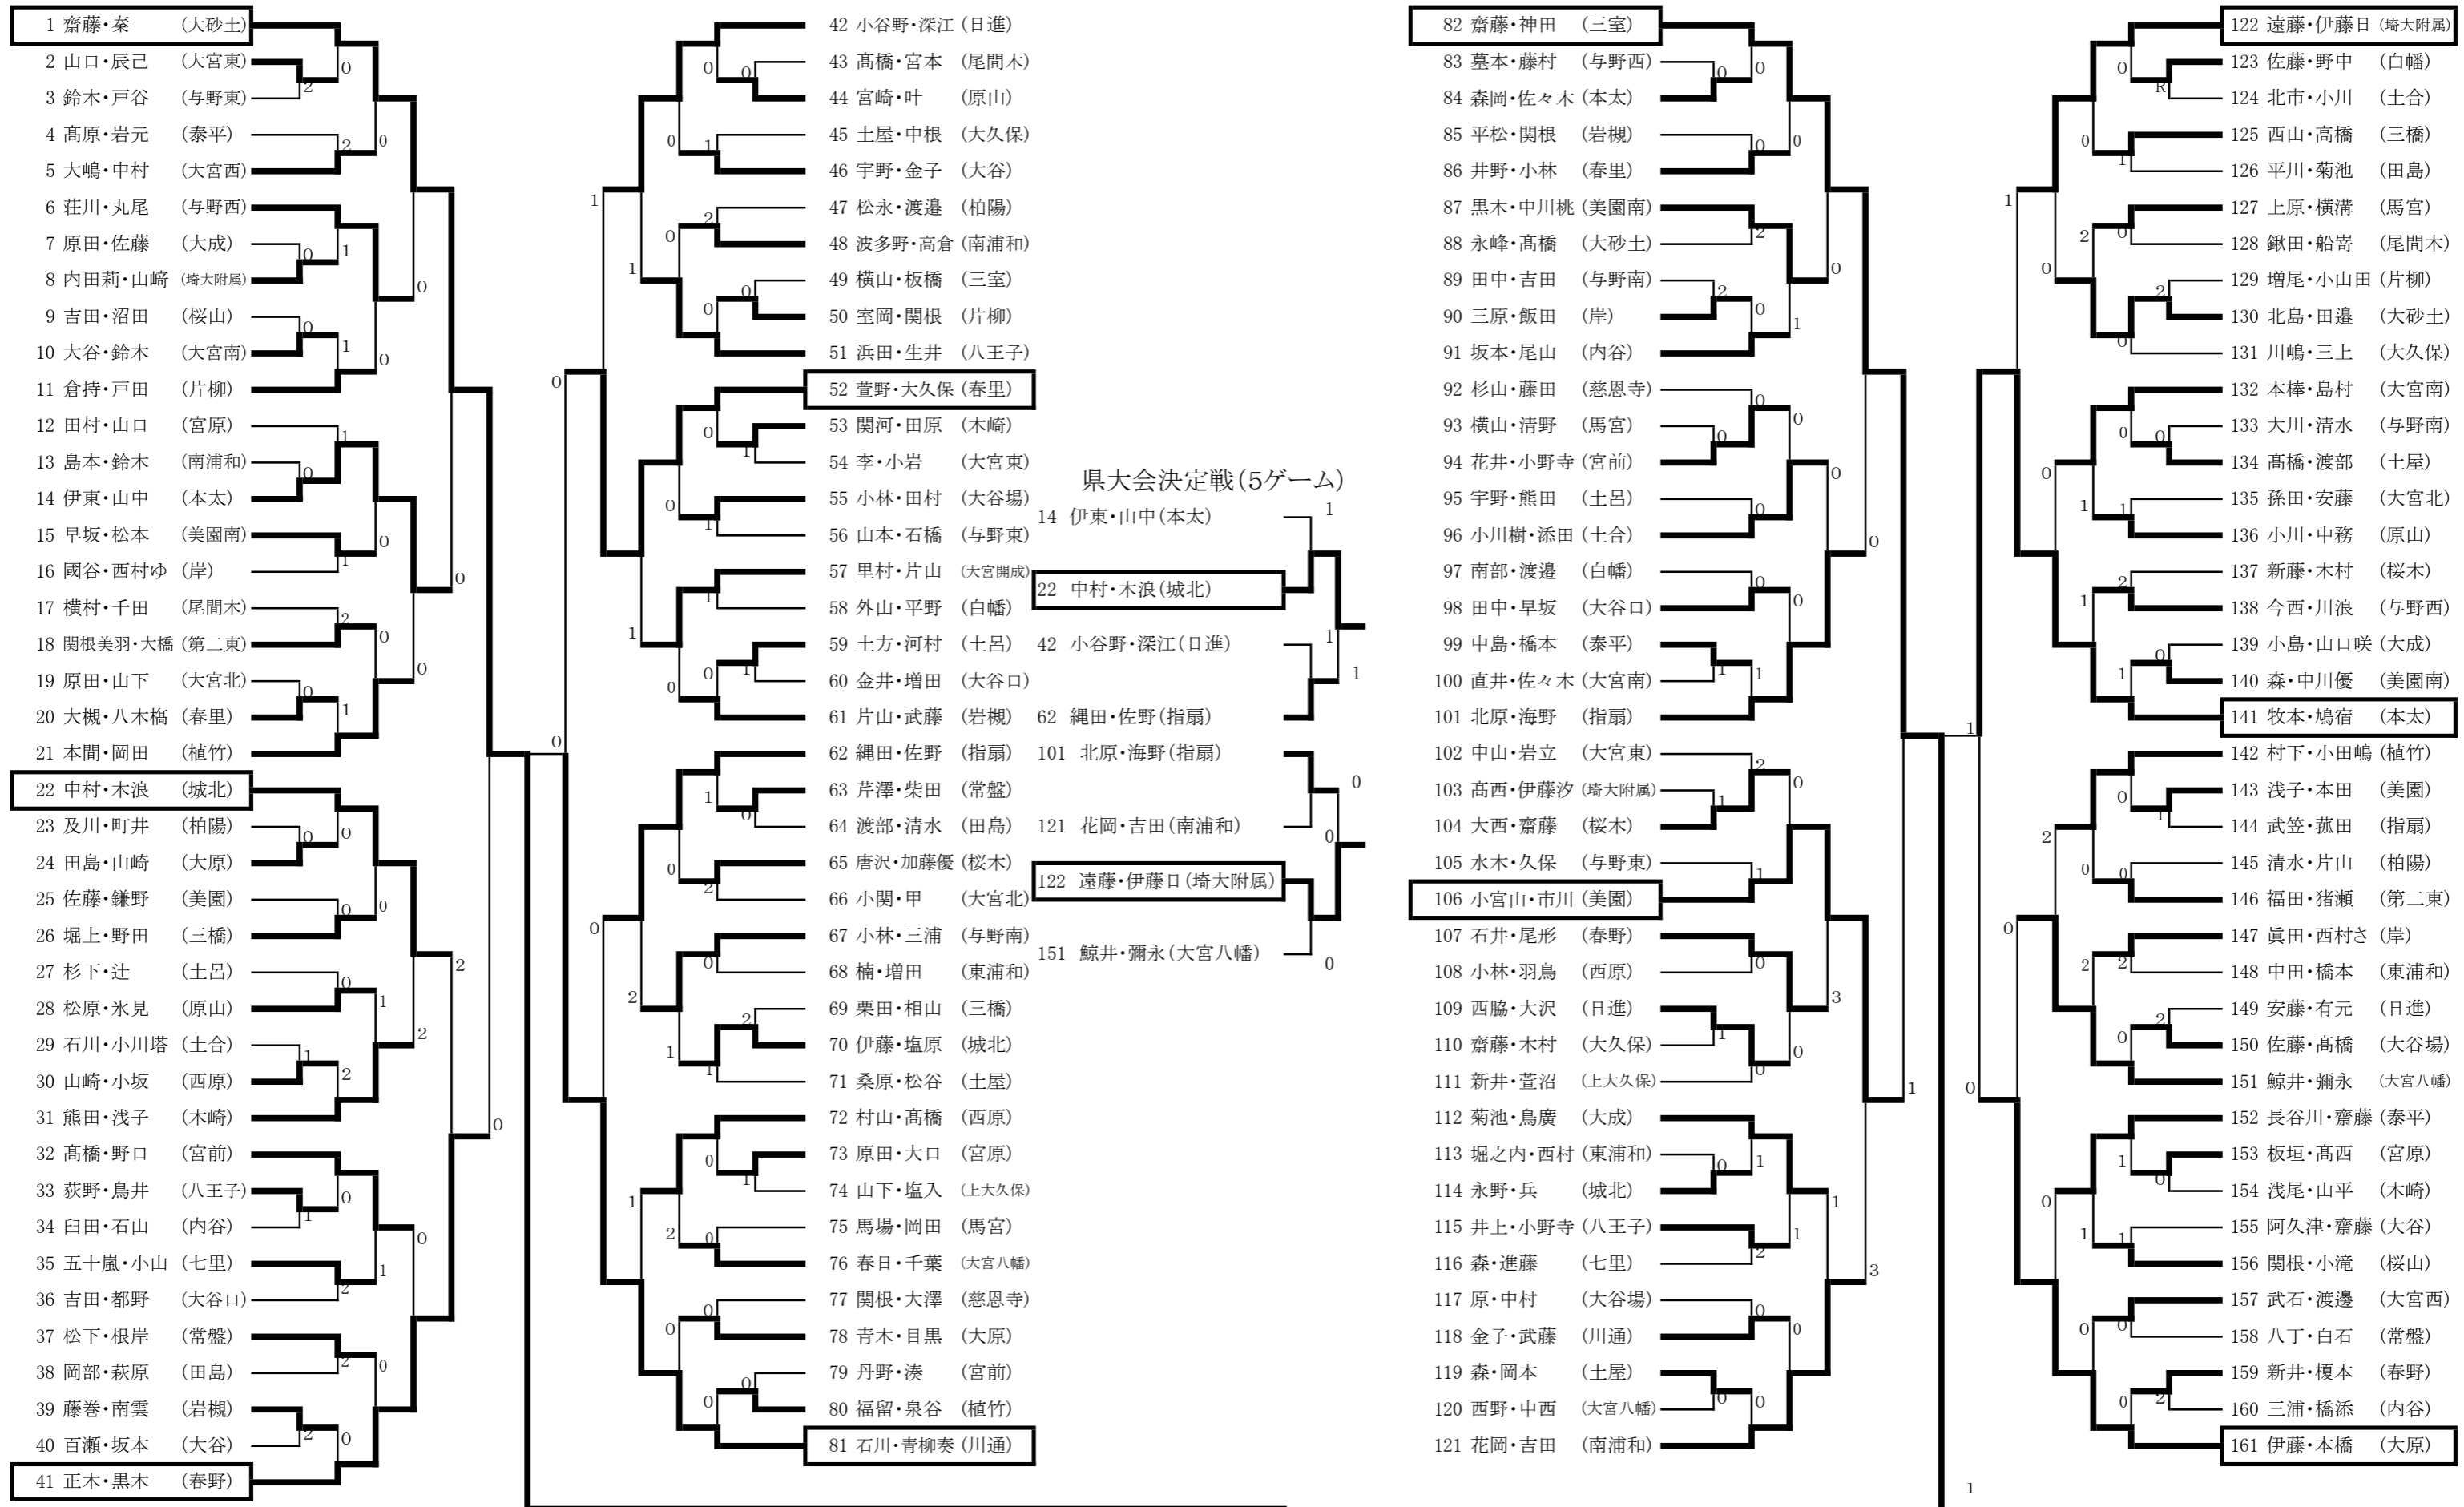 1 齋藤・秦 (大砂土)
2 山口・辰己 (大宮東)
3 鈴木・戸谷 (与野東)
4 髙原・岩元 (泰平)
5 大嶋・中村 (大宮西)
6 荘川・丸尾 (与野西)
7 原田・佐藤 (大成)
8 内田莉・山﨑 (埼大附属)
9 吉田・沼田 (桜山)
10 大谷・鈴木 (大宮南)
11 倉持・戸田 (片柳)
12 田村・山口 (宮原)
13 島本・鈴木 (南浦和)
14 伊東・山中 (本太)
15 早坂・松本 (美園南)
16 國谷・西村ゆ (岸)
17 横村・千田 (尾間木)
18 関根美羽・大橋 (第二東)
19 原田・山下 (大宮北)
20 大槻・八木橋 (春里)
21 本間・岡田 (植竹)
22 中村・木浪 (城北)
23 及川・町井 (柏陽)
24 田島・山崎 (大原)
25 佐藤・鎌野 (美園)
26 堀上・野田 (三橋)
27 杉下・辻 (土呂)
28 松原・氷見 (原山)
29 石川・小川塔 (土合)
30 山崎・小坂 (西原)
31 熊田・浅子 (木崎)
32 髙橋・野口 (宮前)
33 荻野・鳥井 (八王子)
34 臼田・石山 (内谷)
35 五十嵐・小山 (七里)
36 吉田・都野 (大谷口)
37 松下・根岸 (常盤)
38 岡部・萩原 (田島)
39 藤巻・南雲 (岩槻)
40 百瀬・坂本 (大谷)
41 正木・黒木 (春野)
42 小谷野・深江 (日進)
43 髙橋・宮本 (尾間木)
44 宮崎・叶 (原山)
45 土屋・中根 (大久保)
46 宇野・金子 (大谷)
47 松永・渡邉 (柏陽)
48 波多野・高倉 (南浦和)
49 横山・板橋 (三室)
50 室岡・関根 (片柳)
51 浜田・生井 (八王子)
52 萱野・大久保 (春里)
53 関河・田原 (木崎)
54 李・小岩 (大宮東)
55 小林・田村 (大谷場)
56 山本・石橋 (与野東)
57 里村・片山 (大宮開成)
58 外山・平野 (白幡)
59 土方・河村 (土呂)
60 金井・増田 (大谷口)
61 片山・武藤 (岩槻)
62 縄田・佐野 (指扇)
63 芹澤・柴田 (常盤)
64 渡部・清水 (田島)
65 唐沢・加藤優 (桜木)
66 小関・甲 (大宮北)
67 小林・三浦 (与野南)
68 楠・増田 (東浦和)
69 栗田・相山 (三橋)
70 伊藤・塩原 (城北)
71 桑原・松谷 (土屋)
72 村山・髙橋 (西原)
73 原田・大口 (宮原)
74 山下・塩入 (上大久保)
75 馬場・岡田 (馬宮)
76 春日・千葉 (大宮八幡)
77 関根・大澤 (慈恩寺)
78 青木・目黒 (大原)
79 丹野・湊 (宮前)
80 福留・泉谷 (植竹)
81 石川・青柳奏 (川通)
県大会決定戦(5ゲーム)
14 伊東・山中(本太)
22 中村・木浪(城北)
42 小谷野・深江(日進)
62 縄田・佐野(指扇)
101 北原・海野(指扇)
121 花岡・吉田(南浦和)
122 遠藤・伊藤日(埼大附属)
151 鯨井・彌永(大宮八幡)
82 齋藤・神田 (三室)
83 墓本・藤村 (与野西)
84 森岡・佐々木 (本太)
85 平松・関根 (岩槻)
86 井野・小林 (春里)
87 黒木・中川桃 (美園南)
88 永峰・髙橋 (大砂土)
89 田中・吉田 (与野南)
90 三原・飯田 (岸)
91 坂本・尾山 (内谷)
92 杉山・藤田 (慈恩寺)
93 横山・清野 (馬宮)
94 花井・小野寺 (宮前)
95 宇野・熊田 (土呂)
96 小川樹・添田 (土合)
97 南部・渡邉 (白幡)
98 田中・早坂 (大谷口)
99 中島・橋本 (泰平)
100 直井・佐々木 (大宮南)
101 北原・海野 (指扇)
102 中山・岩立 (大宮東)
103 髙西・伊藤汐 (埼大附属)
104 大西・齋藤 (桜木)
105 水木・久保 (与野東)
106 小宮山・市川 (美園)
107 石井・尾形 (春野)
108 小林・羽鳥 (西原)
109 西脇・大沢 (日進)
110 齋藤・木村 (大久保)
111 新井・萱沼 (上大久保)
112 菊池・鳥廣 (大成)
113 堀之内・西村 (東浦和)
114 永野・兵 (城北)
115 井上・小野寺 (八王子)
116 森・進藤 (七里)
117 原・中村 (大谷場)
118 金子・武藤 (川通)
119 森・岡本 (土屋)
120 西野・中西 (大宮八幡)
121 花岡・吉田 (南浦和)
122 遠藤・伊藤日 (埼大附属)
123 佐藤・野中 (白幡)
124 北市・小川 (土合)
125 西山・高橋 (三橋)
126 平川・菊池 (田島)
127 上原・横溝 (馬宮)
128 鍬田・船嵜 (尾間木)
129 増尾・小山田 (片柳)
130 北島・田邉 (大砂土)
131 川嶋・三上 (大久保)
132 本棒・島村 (大宮南)
133 大川・清水 (与野南)
134 髙橋・渡部 (土屋)
135 孫田・安藤 (大宮北)
136 小川・中務 (原山)
137 新藤・木村 (桜木)
138 今西・川浪 (与野西)
139 小島・山口咲 (大成)
140 森・中川優 (美園南)
141 牧本・鳩宿 (本太)
142 村下・小田嶋 (植竹)
143 浅子・本田 (美園)
144 武笠・菰田 (指扇)
145 清水・片山 (柏陽)
146 福田・猪瀬 (第二東)
147 眞田・西村さ (岸)
148 中田・橋本 (東浦和)
149 安藤・有元 (日進)
150 佐藤・髙橋 (大谷場)
151 鯨井・彌永 (大宮八幡)
152 長谷川・齋藤 (泰平)
153 板垣・髙西 (宮原)
154 浅尾・山平 (木崎)
155 阿久津・齋藤 (大谷)
156 関根・小滝 (桜山)
157 武石・渡邊 (大宮西)
158 八丁・白石 (常盤)
159 新井・榎本 (春野)
160 三浦・橋添 (内谷)
161 伊藤・本橋 (大原)